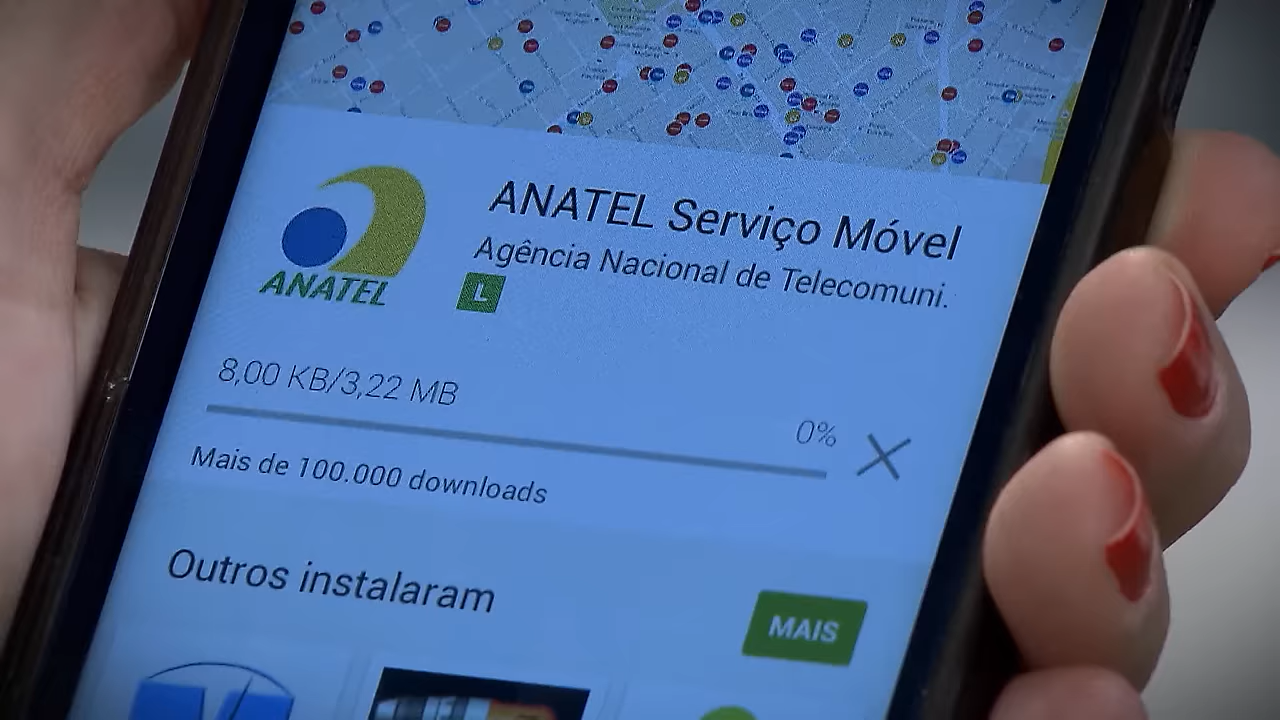 ANATEL Serviço Móvel
Agência Nacional de Telecomuni.
ANATEL
L
8,00 KB/3,22 MB
0%
Mais de 100.000 downloads
Outros instalaram
MAIS